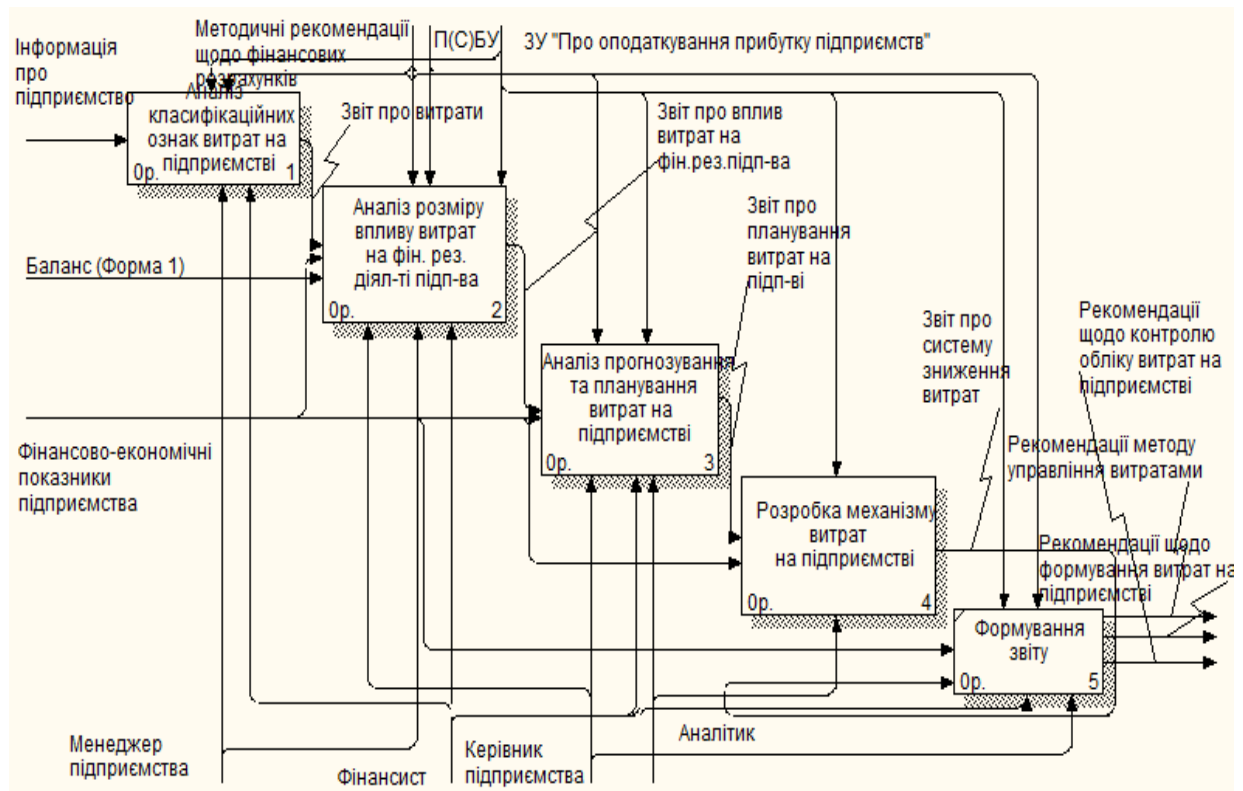 Методичні рекомендації
щодо фінансових
розрахунків
П(С)БУ
ЗУ "Про оподаткування прибутку підприємств"
Інформація
про
підприємство
Аналіз
класифікаційних
ознак витрат на
підприємстві
0р.
1
Звіт про витрати
Звіт про вплив
витрат на
фін.рез.підп-ва
Аналіз розміру
впливу витрат
на фін. рез.
діял-ті підп-ва
0р.
2
Баланс (Форма 1)
Звіт про
планування
витрат на
підп-ві
Аналіз прогнозування
та планування
витрат на
підприємстві
0р.
3
Звіт про
систему
зниження
витрат
Рекомендації
щодо контролю
обліку витрат на
підприємстві
Фінансово-економічні
показники
підприємства
Рекомендації методу
управління витратами
Розробка механізму
витрат
на підприємстві
0р.
4
Рекомендації щодо
формування витрат на
підприємстві
Формування
звіту
0р.
5
Менеджер
підприємства
Фінансист
Керівник
підприємства
Аналітик